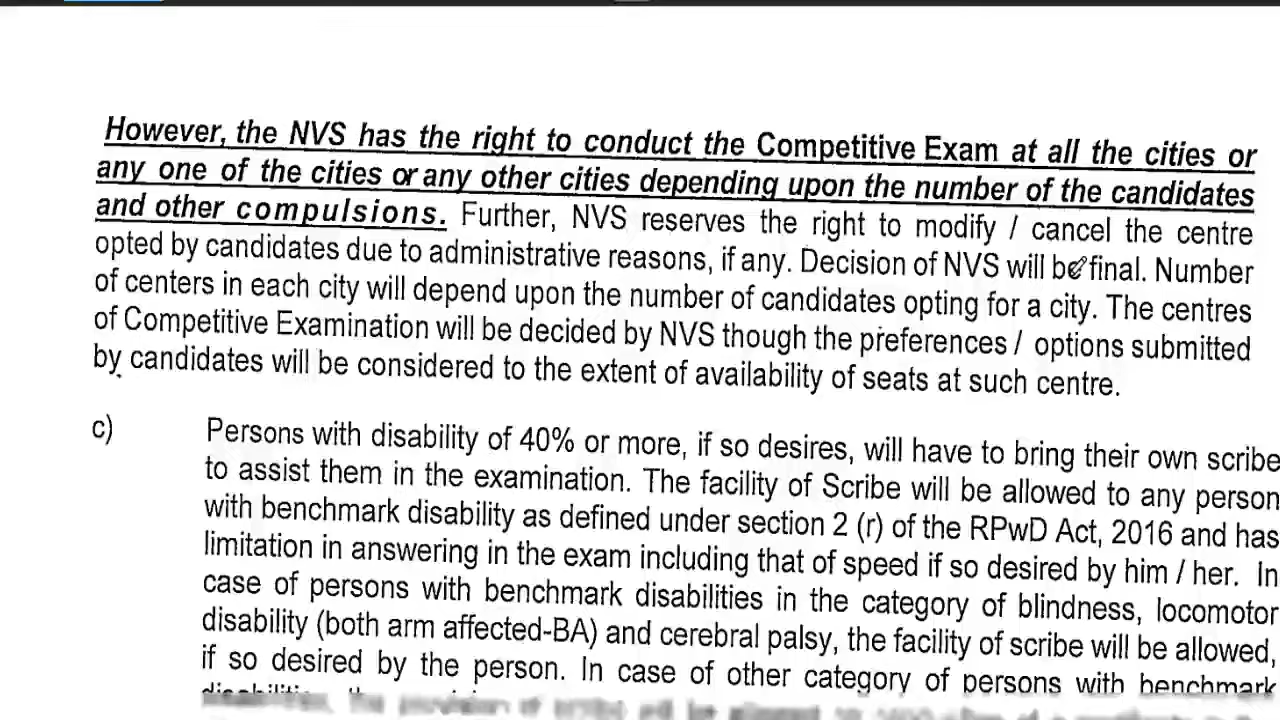 However, the NVS has the right to conduct the Competitive Exam at all the cities or
any one of the cities or any other cities depending upon the number of the candidates
and other compulsions. Further, NVS reserves the right to modify / cancel the centre
opted by candidates due to administrative reasons, if any. Decision of NVS will be final. Number
of centers in each city will depend upon the number of candidates opting for a city. The centres
of Competitive Examination will be decided by NVS though the preferences / options submitted
by candidates will be considered to the extent of availability of seats at such centre.
c) Persons with disability of 40% or more, if so desires, will have to bring their own scribe
to assist them in the examination. The facility of Scribe will be allowed to any person
with benchmark disability as defined under section 2 (r) of the RPwD Act, 2016 and has
limitation in answering in the exam including that of speed if so desired by him / her. In
case of persons with benchmark disabilities in the category of blindness, locomotor
disability (both arm affected-BA) and cerebral palsy, the facility of scribe will be allowed,
if so desired by the person. In case of other category of persons with benchmark